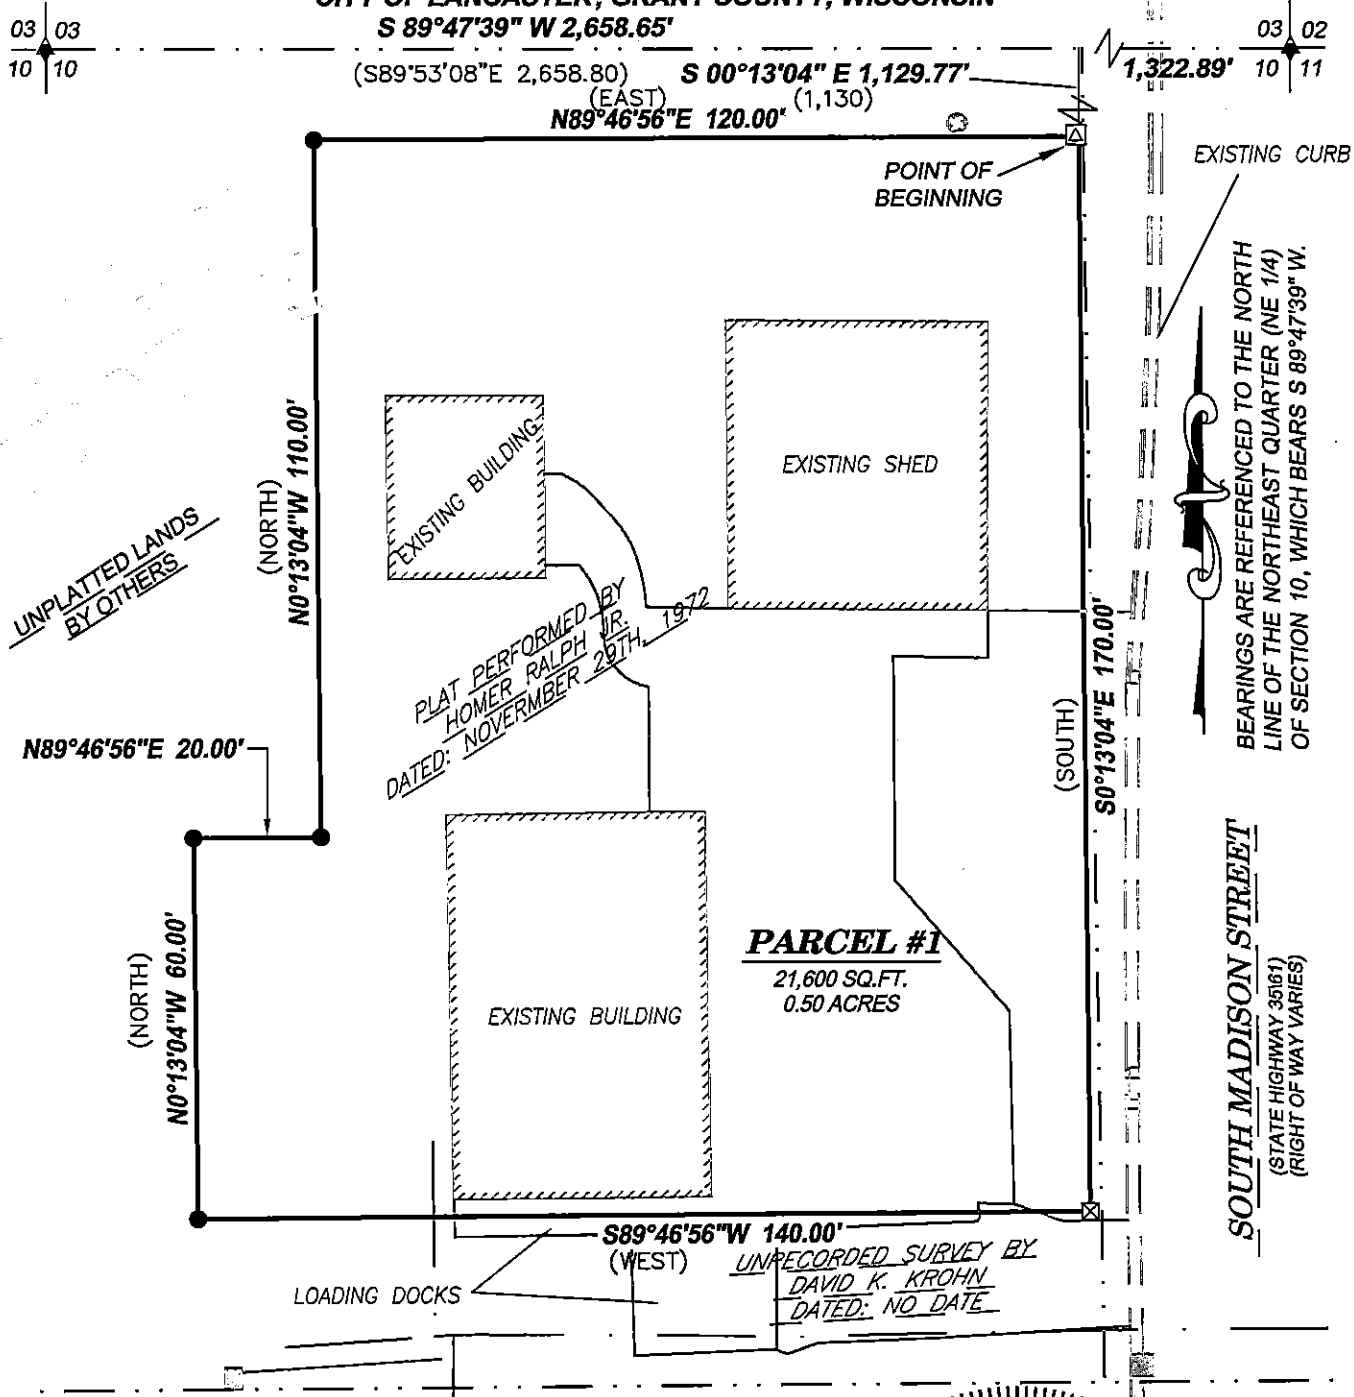 CITY OF LANCASTER, GRANT COUNTY, WISCONSIN
S 89°47'39" W 2,658.65'
03 03
10 10
03 02
10 11
(S89°53'08"E 2,658.80)
S 00°13'04" E 1,129.77'
(1,130)
1,322.89'
(EAST)
N89°46'56"E 120.00'
POINT OF
BEGINNING
EXISTING CURB
BEARINGS ARE REFERENCED TO THE NORTH
LINE OF THE NORTHEAST QUARTER (NE 1/4)
OF SECTION 10, WHICH BEARS S 89°47'39" W.
EXISTING SHED
EXISTING BUILDING
(NORTH)
N0°13'04"W 110.00'
UNPLATTED LANDS
BY OTHERS
PLAT PERFORMED BY
HOMER RALPH JR.
DATED: NOVERMBER 29TH, 1972
(SOUTH)
S0°13'04"E 170.00'
N89°46'56"E 20.00'
(NORTH)
N0°13'04"W 60.00'
PARCEL #1
21,600 SQ.FT.
0.50 ACRES
EXISTING BUILDING
SOUTH MADISON STREET
(STATE HIGHWAY 35\61)
(RIGHT OF WAY VARIES)
S89°46'56"W 140.00'
(WEST)
UNRECORDED SURVEY BY
DAVID K. KROHN
DATED: NO DATE
LOADING DOCKS